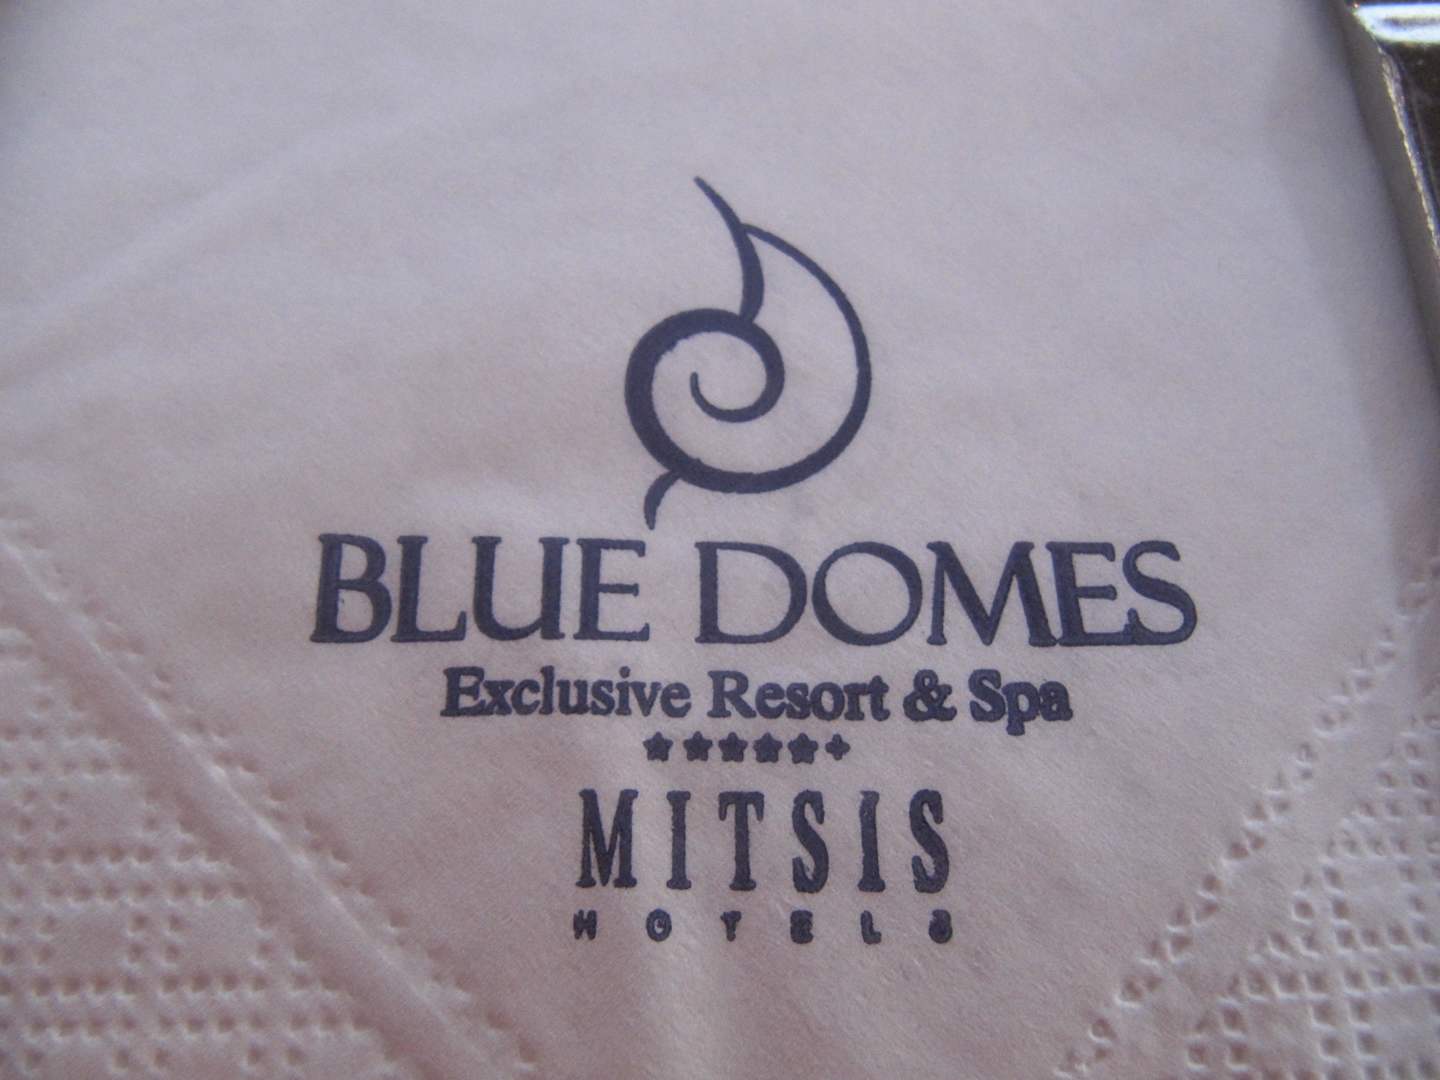 BLUE DOMES
Exclusive Resort & Spa
★★★★★+
MITSIS
HOTELS